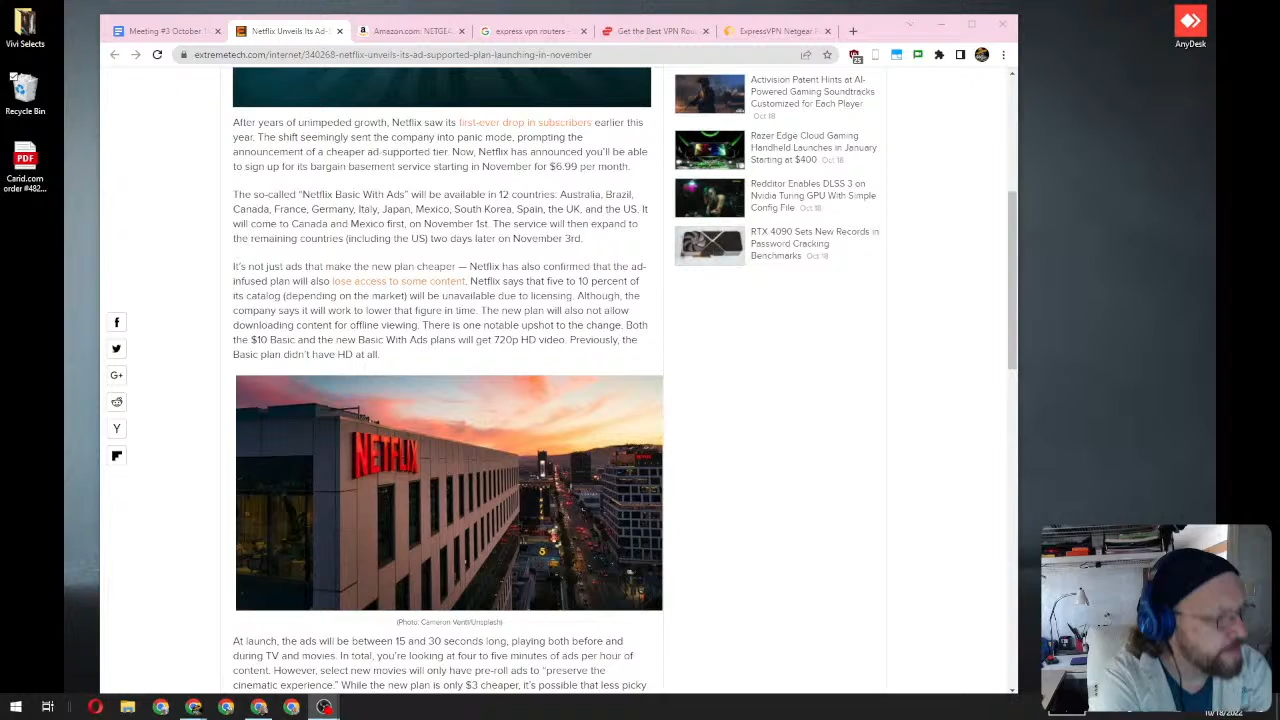 Vivi Selects
Recycle Bin
PDF
Carid.com
order #482...
AnyDesk
Meeting #3 October 1
Netflix Unveils Its Ad-S
Amazon.com: NETGEA
express vpn routers -
Get the Best VPN Rou
ExpressVPN Netgear R
extremetech.com/internet/340268-netflix-unveils-its-ad-supported-plan-launching-in-november
25
After years of unimpeded growth, Netflix saw its first-ever drop in subscribers earlier this
year. The shift seemingly sent the company into panic mode, prompting the
announcement of a cheaper ad-supported tier. Now, Netflix has announced you'll be able
to sign up for its bargain basement service starting in November for $6.99 per month.
The so-called “Netflix Basic With Ads” will be available in 12 countries: Australia, Brazil,
Canada, France, Germany, Italy, Japan, Mexico, South Korea, Spain, the UK, and the US. It
will come to Canada and Mexico first, on November 1st. The service will then expand to
the remaining countries (including the US) two days later on November 3rd.
It's not just ads that make the new plan cheaper — Netflix has also confirmed that the ad-
infused plan will also lose access to some content. Netflix says that five to 10 percent of
its catalog (depending on the market) will be unavailable due to licensing. Although, the
company says it will work to lower that figure in time. The new plan will also not allow
downloading content for offline viewing. There is one notable upshot to the change. Both
the $10 Basic and the new Basic With Ads plans will get 720p HD video. Previously, the
Basic plan didn't have HD at all.
NETFLIX
(Photo: Cameron Venti/Unsplash)
At launch, the ads will be between 15 and 30 seconds long, playing both before and
during TV and movies. In total, you're looking at four to five minutes of ads per hour of
content. However, select new movies will only have pre-roll ads to “preserve the
cinematic experience.” While the new plan is only $3 cheaper, it's possible that less picky
Activision Patent Hints at AI-
Powered Gaming Soundtracks
Customized for Each Player
Oct 18
Razer Edge Cloud Gaming
Handheld Launches in January
Starting at $400 Oct 18
Redditor Enables DLSS 3 on
Nvidia Turing GPU With Simple
Config File Oct 18
RTX 4090 Sets New Records in
Password Cracking
Benchmarks Oct 18
G+
Y
10/18/2022